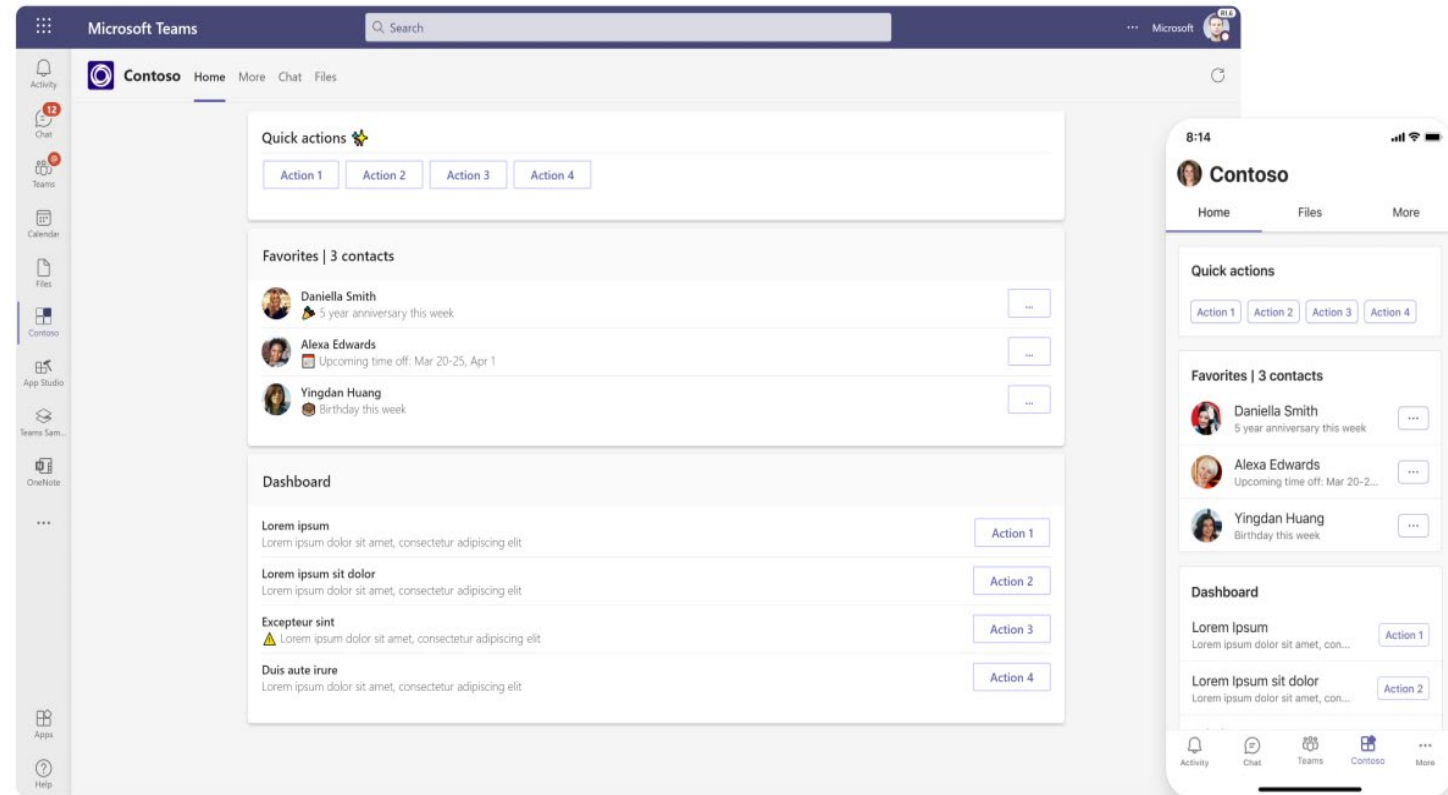 Microsoft Teams
Search
... Microsoft
R1.6
Activity
12
Chat
@
Teams
Calendar
Files
Contoso
App Studio
Teams Sam...
OneNote
...
Apps
Help
Contoso Home More Chat Files
Quick actions
Action 1 Action 2 Action 3 Action 4
Favorites | 3 contacts
Daniella Smith
5 year anniversary this week
...
Alexa Edwards
Upcoming time off: Mar 20-25, Apr 1
...
Yingdan Huang
Birthday this week
...
Dashboard
Lorem ipsum
Lorem ipsum dolor sit amet, consectetur adipiscing elit
Action 1
Lorem ipsum sit dolor
Lorem ipsum dolor sit amet, consectetur adipiscing elit
Action 2
Excepteur sint
Lorem ipsum dolor sit amet, consectetur adipiscing elit
Action 3
Duis aute irure
Lorem ipsum dolor sit amet, consectetur adipiscing elit
Action 4
8:14
Contoso
Home Files More
Quick actions
Action 1 Action 2 Action 3 Action 4
Favorites | 3 contacts
Daniella Smith
5 year anniversary this week
...
Alexa Edwards
Upcoming time off: Mar 20-2...
...
Yingdan Huang
Birthday this week
...
Dashboard
Lorem Ipsum
Lorem ipsum dolor sit amet, con...
Action 1
Lorem Ipsum sit dolor
Lorem ipsum dolor sit amet, con...
Action 2
Activity Chat Teams Contoso More